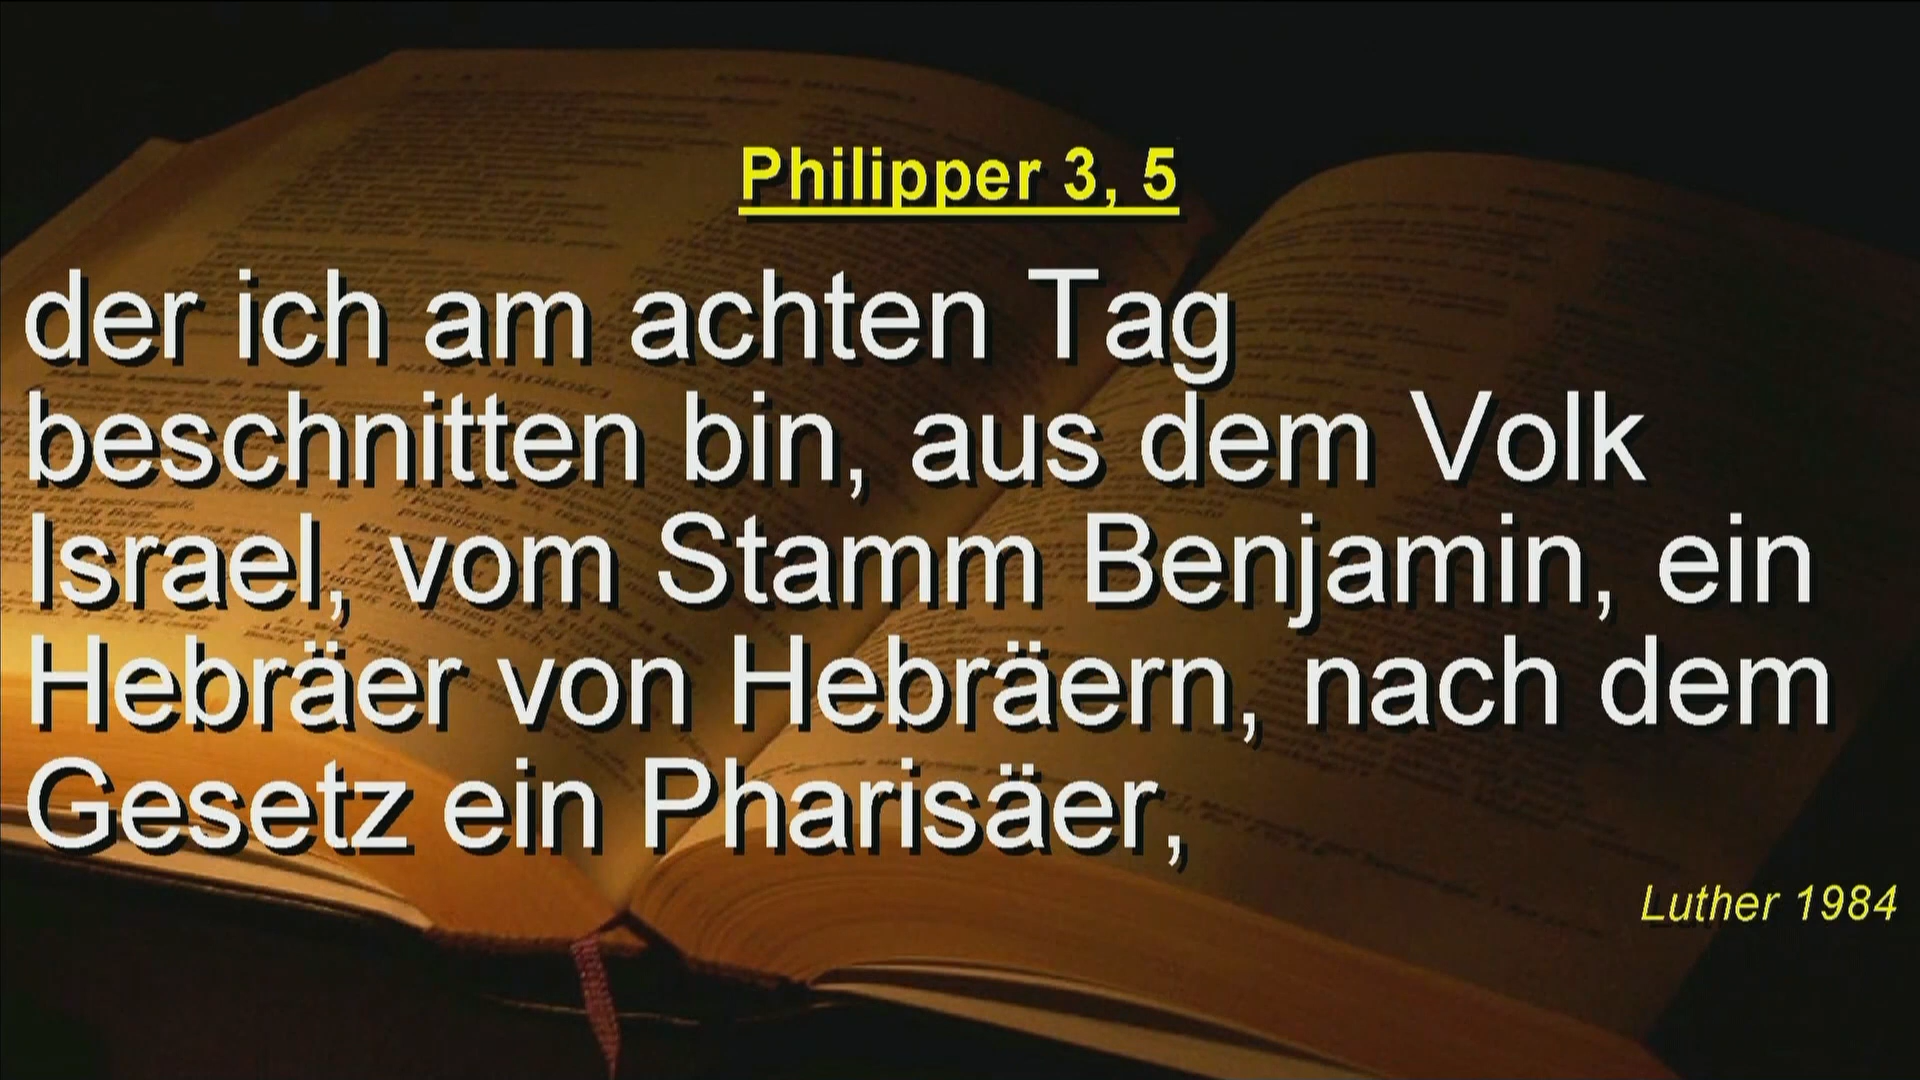 Philipper 3, 5
der ich am achten Tag
beschnitten bin, aus dem Volk
Israel, vom Stamm Benjamin, ein
Hebräer von Hebräern, nach dem
Gesetz ein Pharisäer,
Luther 1984